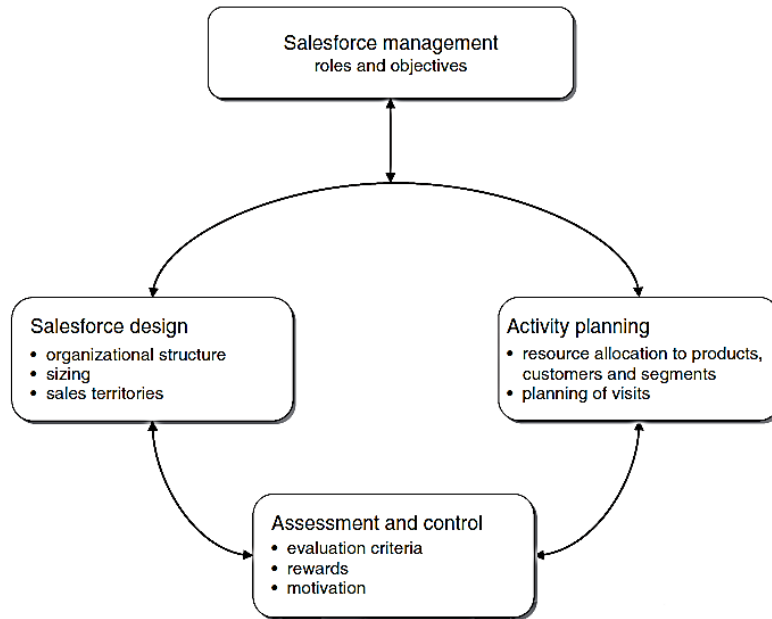 Salesforce management
roles and objectives
Salesforce design
• organizational structure
• sizing
• sales territories
Activity planning
• resource allocation to products,
customers and segments
• planning of visits
Assessment and control
• evaluation criteria
• rewards
• motivation